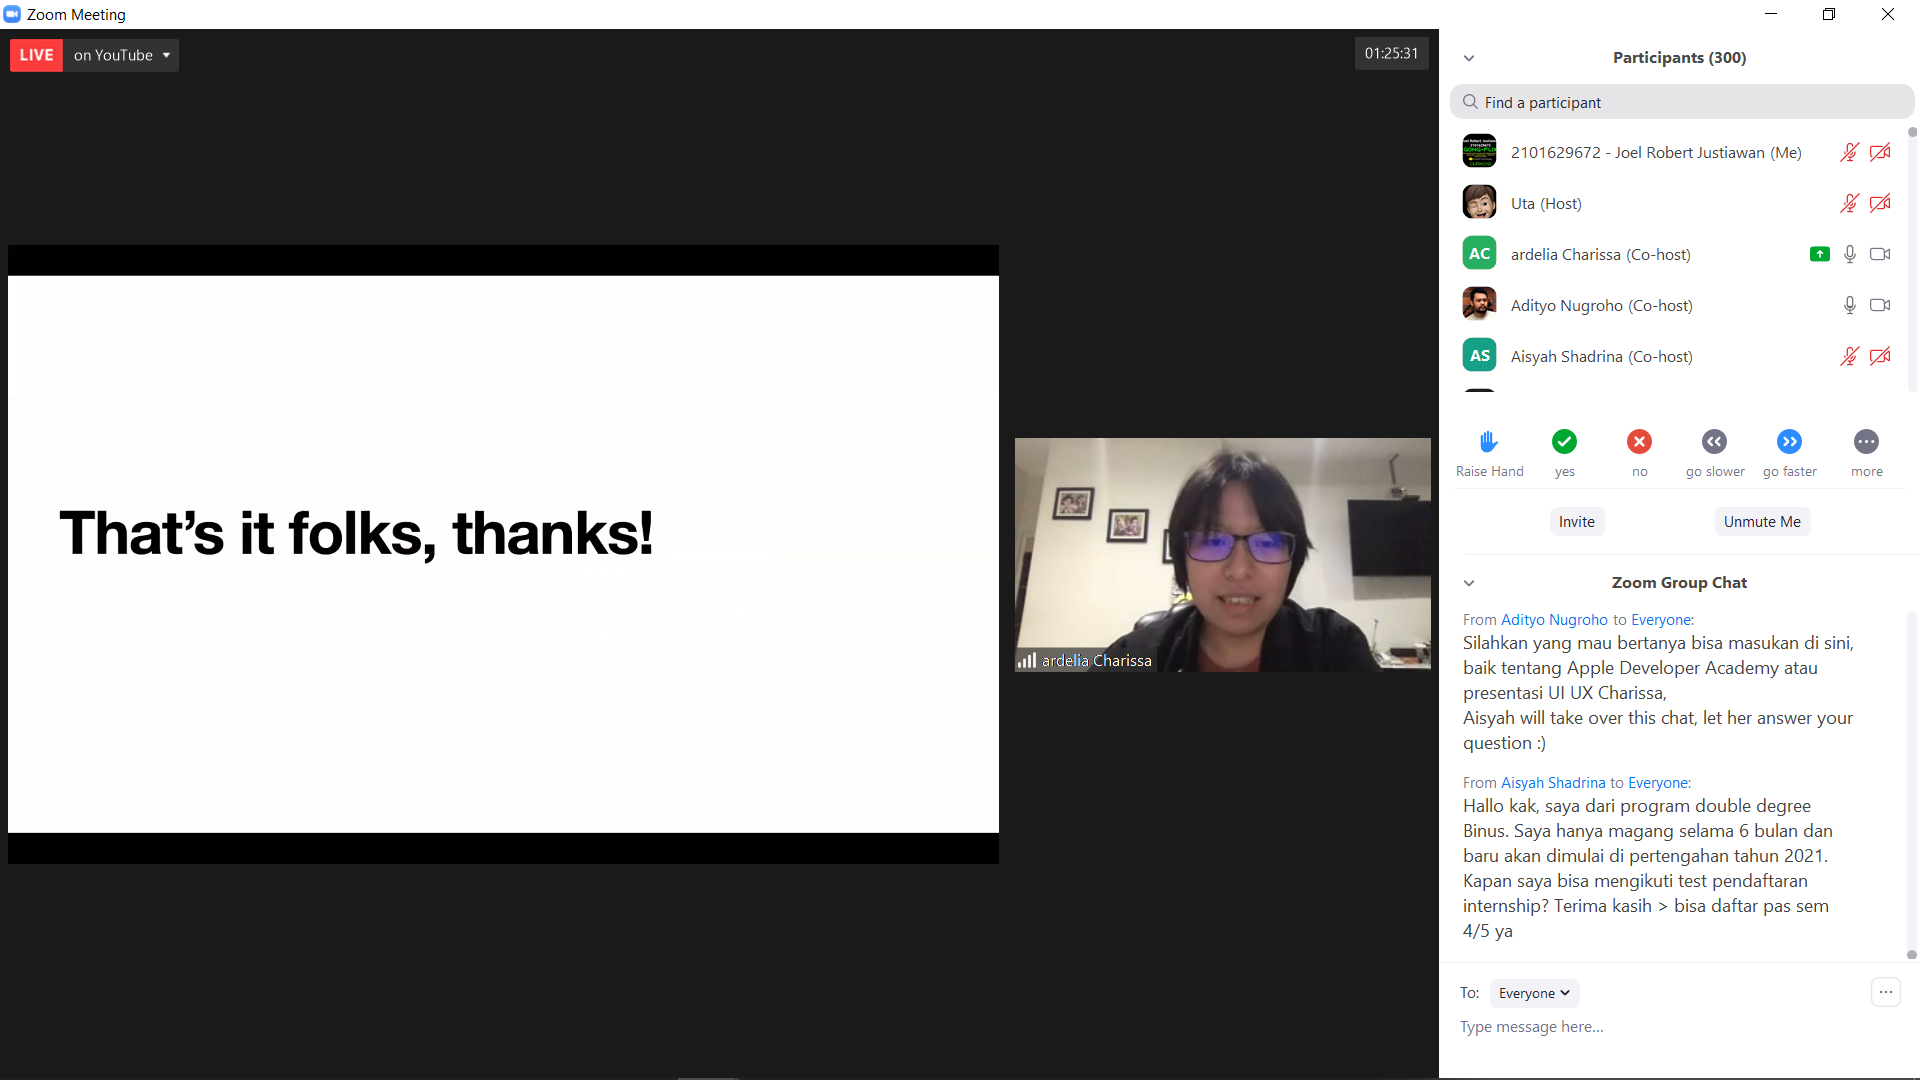 Zoom Meeting
LIVE on YouTube
01:25:31
That's it folks, thanks!
ardelia Charissa
Participants (300)
Find a participant
2101629672 - Joel Robert Justiawan (Me)
Uta (Host)
AC ardelia Charissa (Co-host)
Adityo Nugroho (Co-host)
AS Aisyah Shadrina (Co-host)
Raise Hand yes no go slower go faster more
Invite Unmute Me
Zoom Group Chat
From Adityo Nugroho to Everyone:
Silahkan yang mau bertanya bisa masukan di sini,
baik tentang Apple Developer Academy atau
presentasi UI UX Charissa,
Aisyah will take over this chat, let her answer your
question :)
From Aisyah Shadrina to Everyone:
Hallo kak, saya dari program double degree
Binus. Saya hanya magang selama 6 bulan dan
baru akan dimulai di pertengahan tahun 2021.
Kapan saya bisa mengikuti test pendaftaran
internship? Terima kasih > bisa daftar pas sem
4/5 ya
To: Everyone
Type message here...